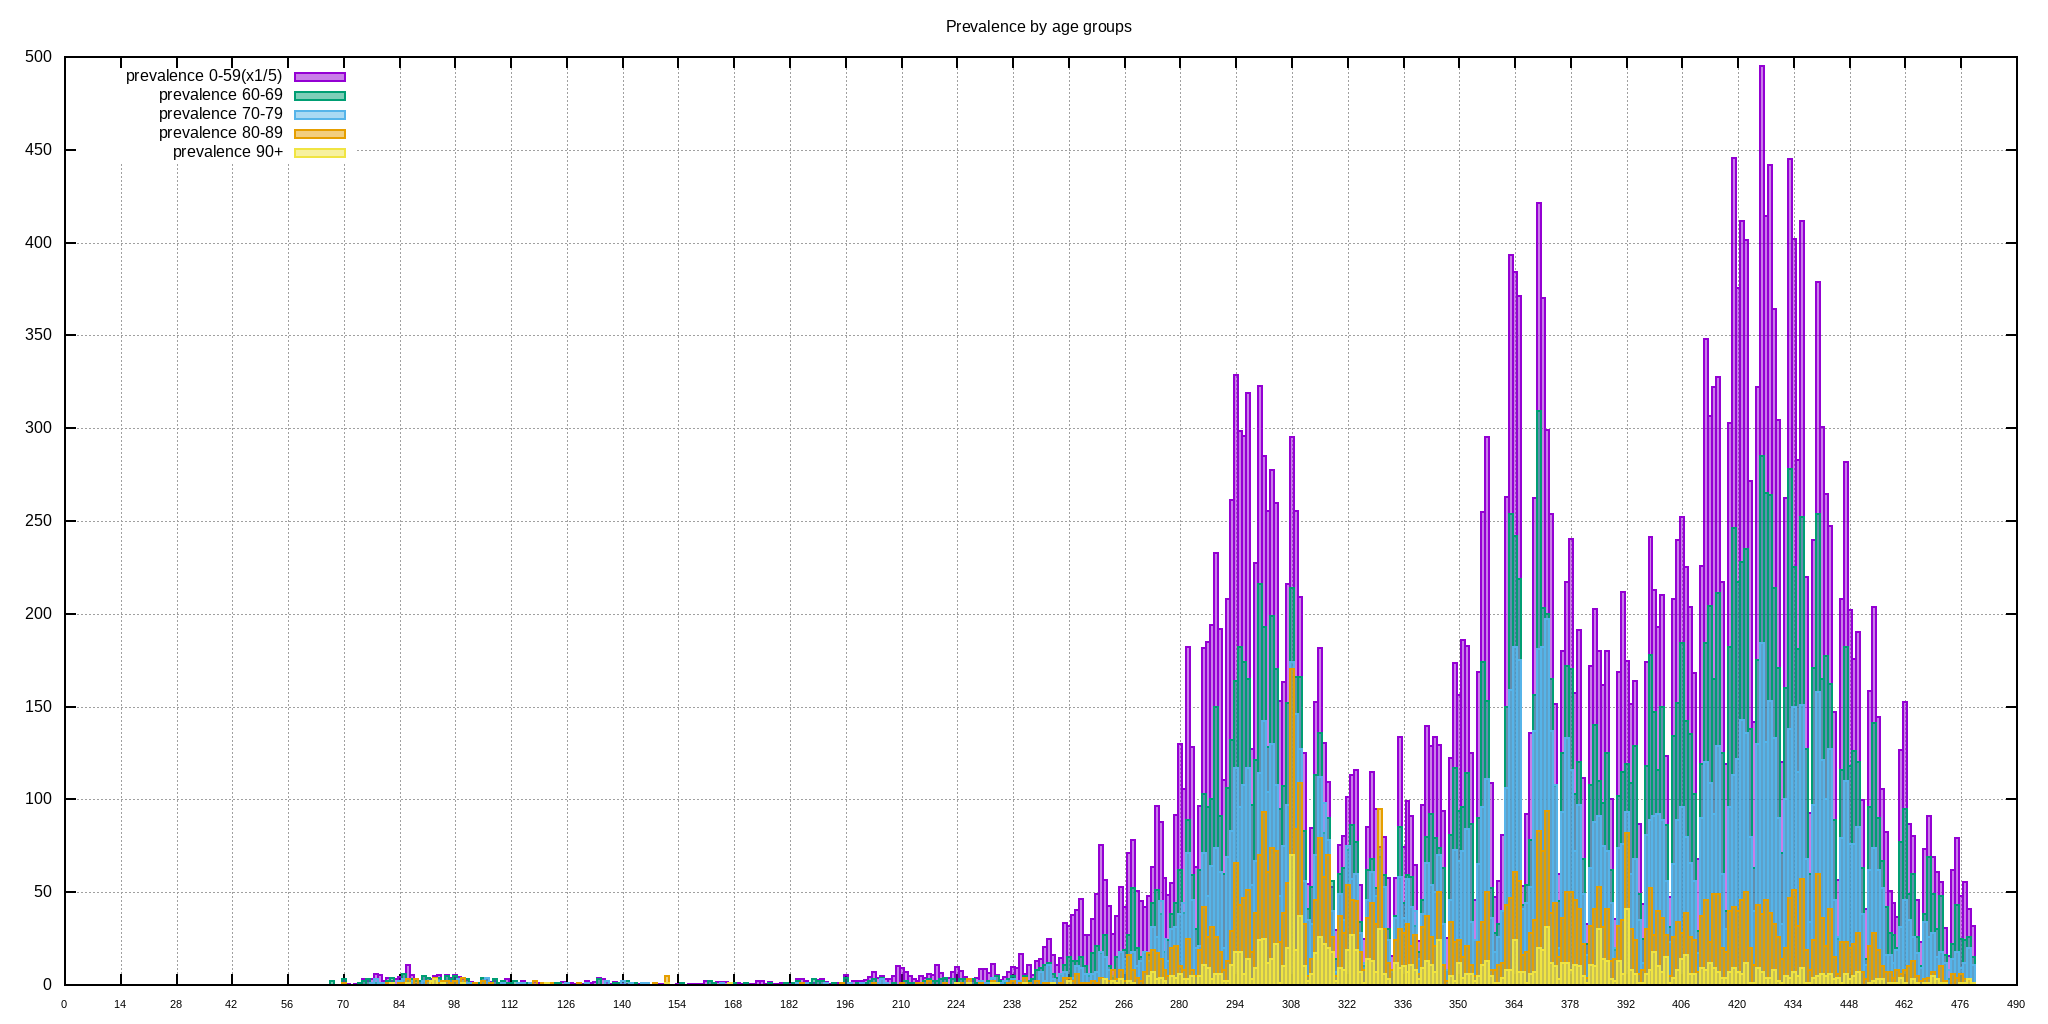 Prevalence by age groups
500
450
400
350
300
250
200
150
100
50
0
prevalence 0-59(x1/5)
prevalence 60-69
prevalence 70-79
prevalence 80-89
prevalence 90+
0 14 28 42 56 70 84 98 112 126 140 154 168 182 196 210 224 238 252 266 280 294 308 322 336 350 364 378 392 406 420 434 448 462 476 490